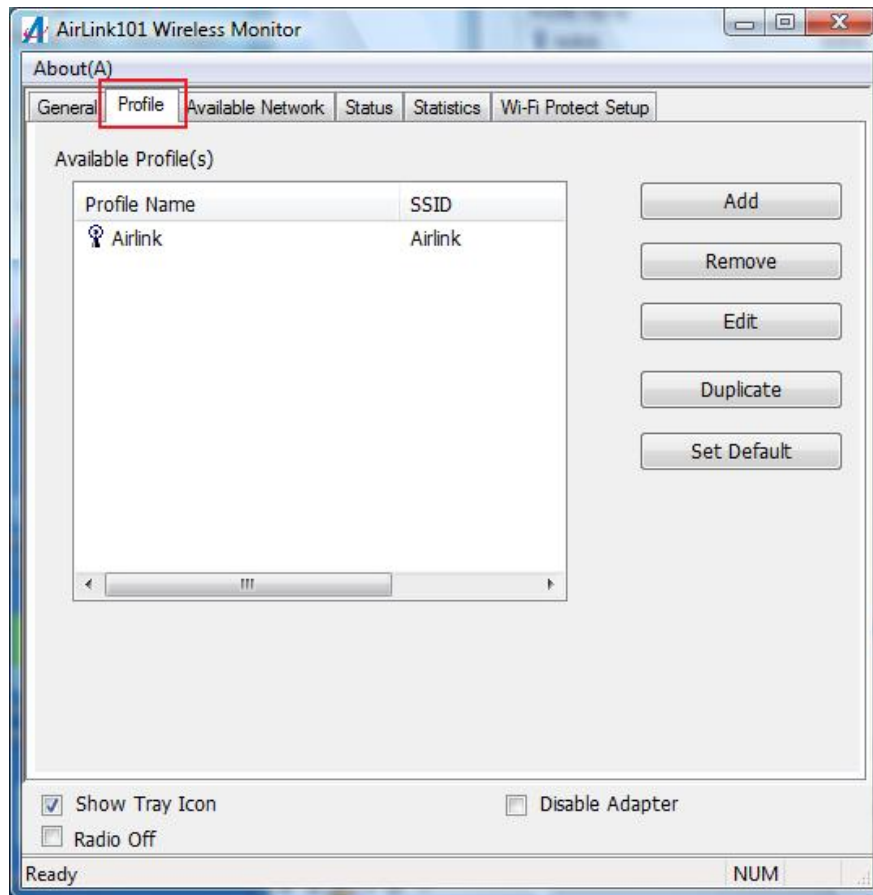 AirLink101 Wireless Monitor
About(A)
General Profile Available Network Status Statistics Wi-Fi Protect Setup
Available Profile(s)
Profile Name SSID
Airlink Airlink
Add
Remove
Edit
Duplicate
Set Default
Show Tray Icon Disable Adapter
Radio Off
Ready NUM